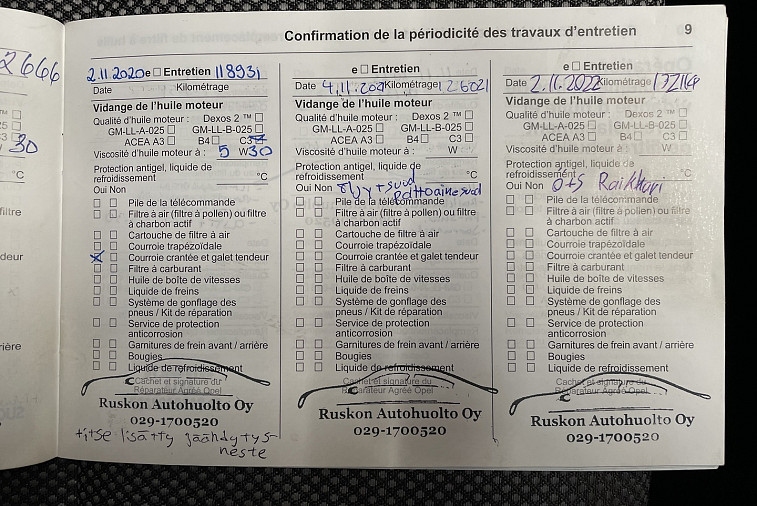 2666
30
°C
filtre
deur
ière
Confirmation de la périodicité des travaux d'entretien 9
2.11.2020 e □ Entretien 118931
Date Kilométrage
Vidange de l'huile moteur
Qualité d'huile moteur : Dexos 2 ™ □
GM-LL-A-025 □ GM-LL-B-025 □
ACEA A3 □ B4 □ C3
Viscosité d'huile moteur à : 5 W30
Protection antigel, liquide de
refroidissement °C
Oui Non
□ □ Pile de la télécommande
□ □ Filtre à air (filtre à pollen) ou filtre
à charbon actif
□ □ Cartouche de filtre à air
□ □ Courroie trapézoïdale
X □ Courroie crantée et galet tendeur
□ □ Filtre à carburant
□ □ Huile de boîte de vitesses
□ □ Liquide de freins
□ □ Système de gonflage des
pneus / Kit de réparation
□ □ Service de protection
anticorrosion
□ □ Garnitures de frein avant / arrière
□ □ Bougies
□ □ Liquide de refroidissement
Cachet et signature du
Réparateur Agréé Opel
Ruskon Autohuolto Oy
029-1700520
itse lisätty jäähdytys-
neste
e □ Entretien
Date 4.11.2021 Kilométrage 126021
Vidange de l'huile moteur
Qualité d'huile moteur : Dexos 2 ™ □
GM-LL-A-025 □ GM-LL-B-025 □
ACEA A3 □ B4 □ C3 □
Viscosité d'huile moteur à : W
Protection antigel, liquide de
refroidissement °C
Oui Non
□ □ Pile de la télécommande
□ □ Filtre à air (filtre à pollen) ou filtre
à charbon actif
□ □ Cartouche de filtre à air
□ □ Courroie trapézoïdale
□ □ Courroie crantée et galet tendeur
□ □ Filtre à carburant
□ □ Huile de boîte de vitesses
□ □ Liquide de freins
□ □ Système de gonflage des
pneus / Kit de réparation
□ □ Service de protection
anticorrosion
□ □ Garnitures de frein avant / arrière
□ □ Bougies
□ □ Liquide de refroidissement
Cachet et signature du
Réparateur Agréé Opel
Ruskon Autohuolto Oy
029-1700520
e □ Entretien
Date 2.11.2022 Kilométrage
Vidange de l'huile moteur
Qualité d'huile moteur : Dexos 2 ™ □
GM-LL-A-025 □ GM-LL-B-025 □
ACEA A3 □ B4 □ C3 □
Viscosité d'huile moteur à : W
Protection antigel, liquide de
refroidissement °C
Oui Non
□ □ Pile de la télécommande
□ □ Filtre à air (filtre à pollen) ou filtre
à charbon actif
□ □ Cartouche de filtre à air
□ □ Courroie trapézoïdale
□ □ Courroie crantée et galet tendeur
□ □ Filtre à carburant
□ □ Huile de boîte de vitesses
□ □ Liquide de freins
□ □ Système de gonflage des
pneus / Kit de réparation
□ □ Service de protection
anticorrosion
□ □ Garnitures de frein avant / arrière
□ □ Bougies
□ □ Liquide de refroidissement
Cachet et signature du
Réparateur Agréé Opel
Ruskon Autohuolto Oy
029-1700520